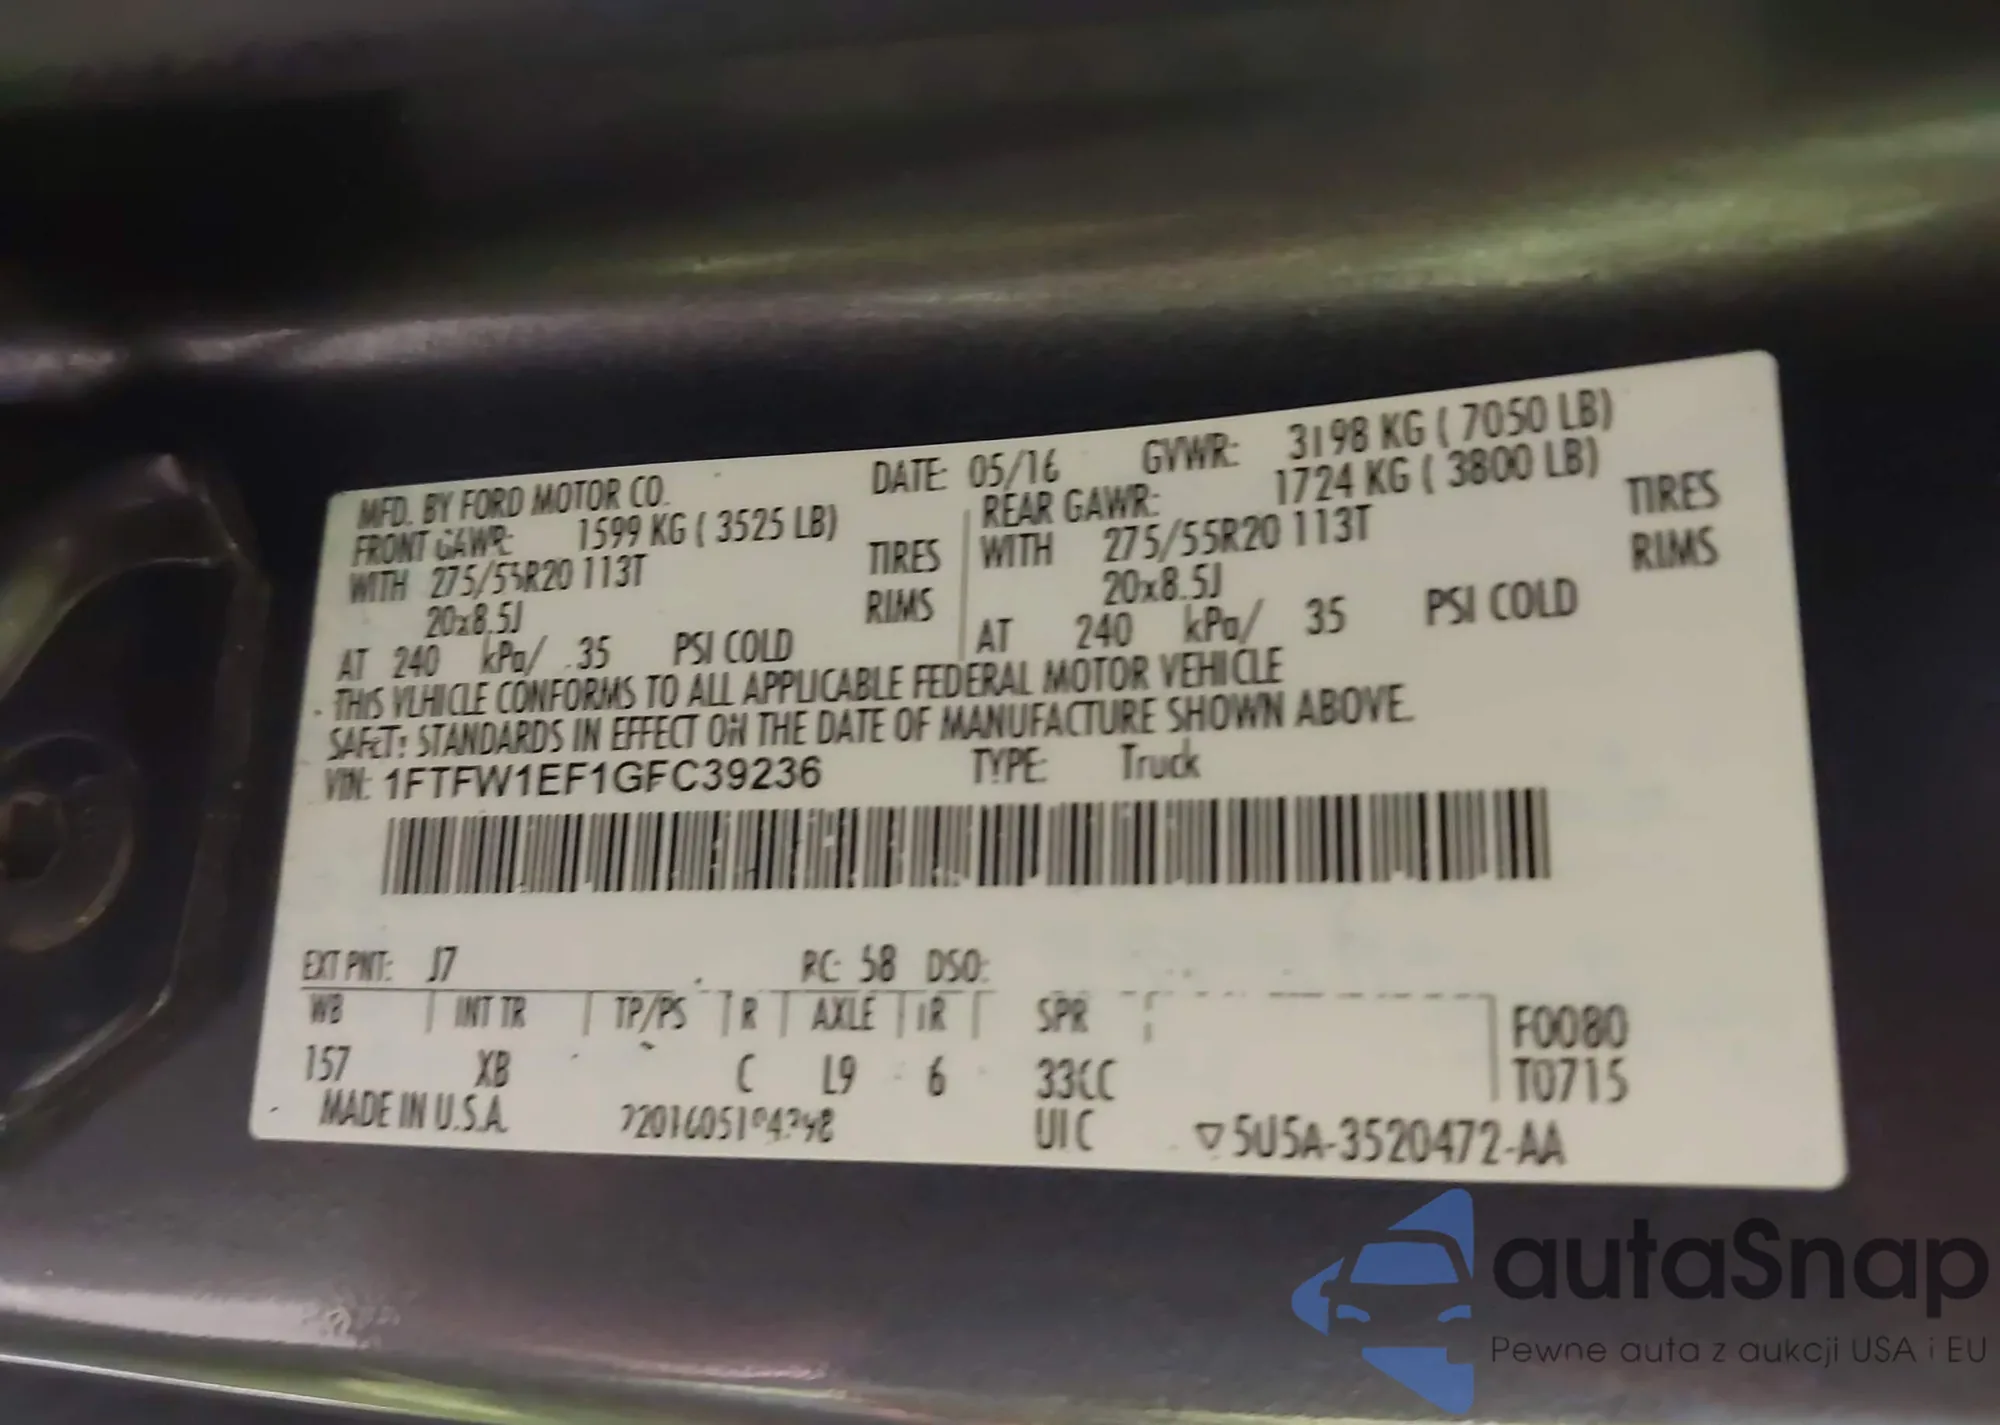 MFD. BY FORD MOTOR CO. DATE: 05/16 GVWR: 3198 KG ( 7050 LB)
FRONT GAWR: 1599 KG ( 3525 LB) REAR GAWR: 1724 KG ( 3800 LB)
WITH 275/55R20 113T TIRES WITH 275/55R20 113T TIRES
20x8.5J RIMS 20x8.5J RIMS
AT 240 kPa/ 35 PSI COLD AT 240 kPa/ 35 PSI COLD
THIS VEHICLE CONFORMS TO ALL APPLICABLE FEDERAL MOTOR VEHICLE
SAFETY STANDARDS IN EFFECT ON THE DATE OF MANUFACTURE SHOWN ABOVE.
VIN: 1FTFW1EF1GFC39236 TYPE: Truck
EXT PNT: J7 RC: 58 DSO:
WB INT TR TP/PS R AXLE TR SPR F0080
157 XB C L9 6 33CC T0715
MADE IN U.S.A. UIC ▽5U5A-3520472-AA
autaSnap
Pewne auta z aukcji USA i EU